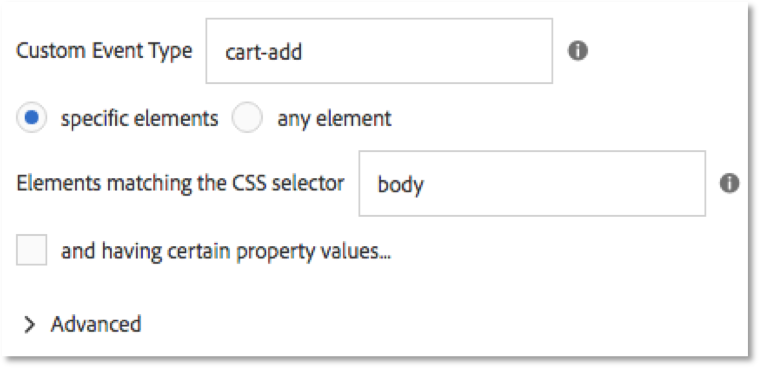 Custom Event Type cart-add
specific elements any element
Elements matching the CSS selector body
and having certain property values...
Advanced